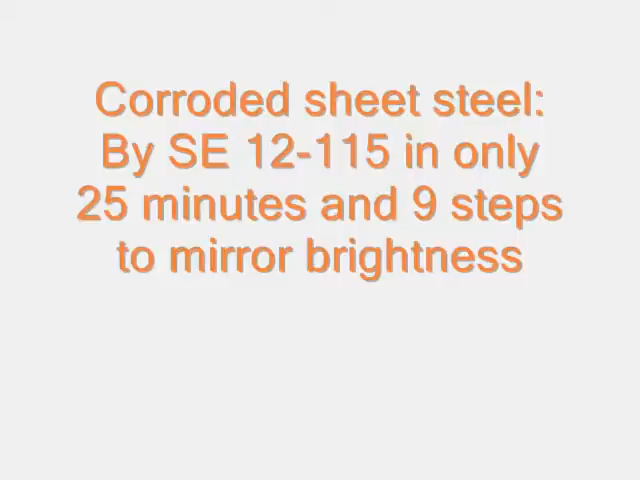 Corroded sheet steel:
By SE 12-115 in only
25 minutes and 9 steps
to mirror brightness